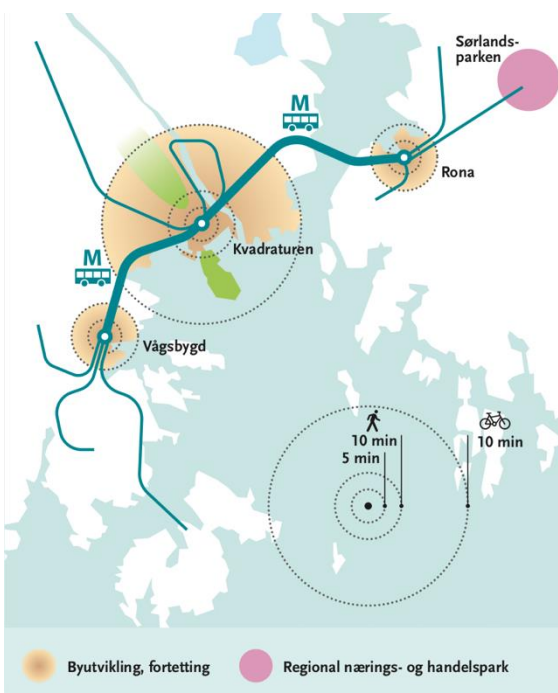 Sørlands-
parken
M
Rona
Kvadraturen
M
Vågsbygd
10 min
10 min
5 min
Byutvikling, fortetting
Regional nærings- og handelspark